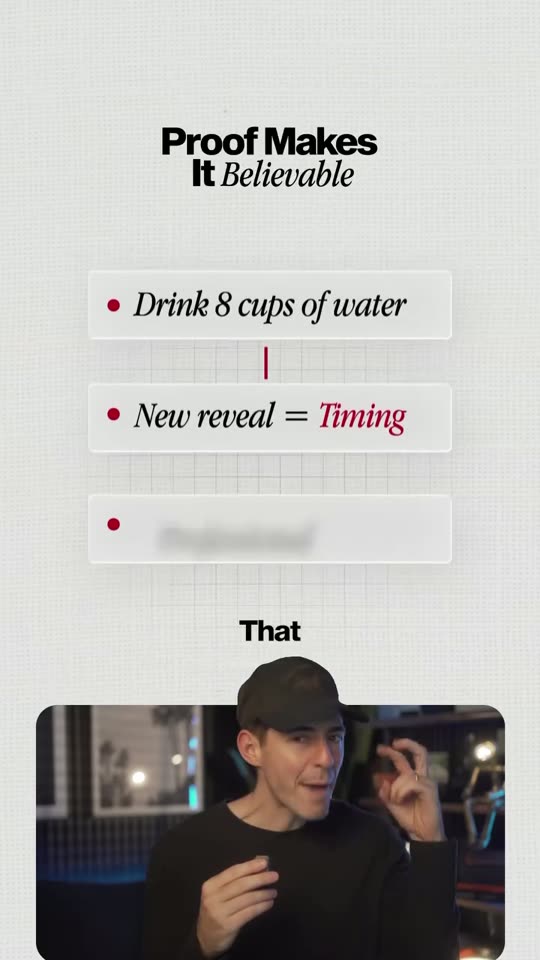 Proof Makes
It Believable
Drink 8 cups of water
New reveal = Timing
That